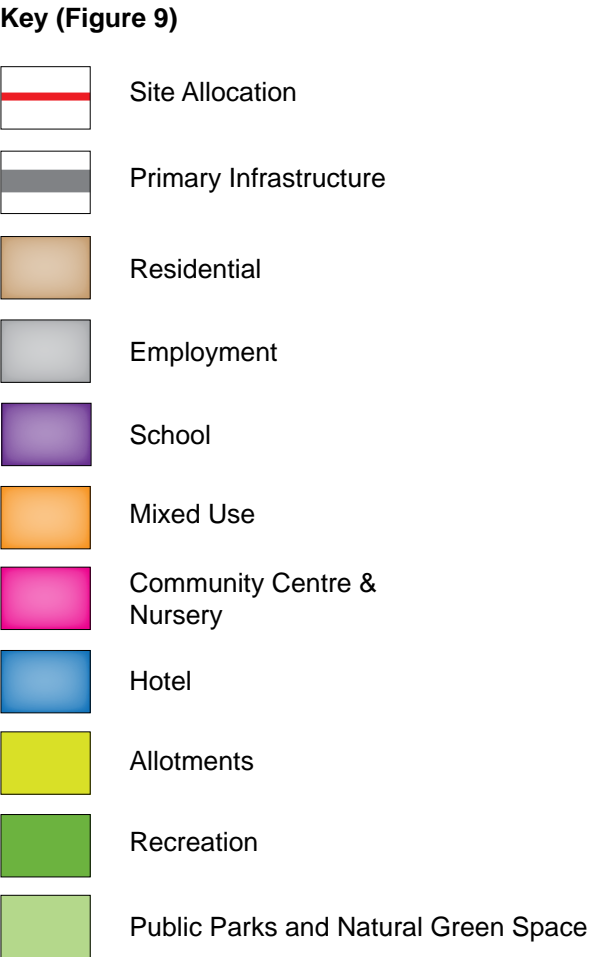 Key (Figure 9)
Site Allocation
Primary Infrastructure
Residential
Employment
School
Mixed Use
Community Centre &
Nursery
Hotel
Allotments
Recreation
Public Parks and Natural Green Space